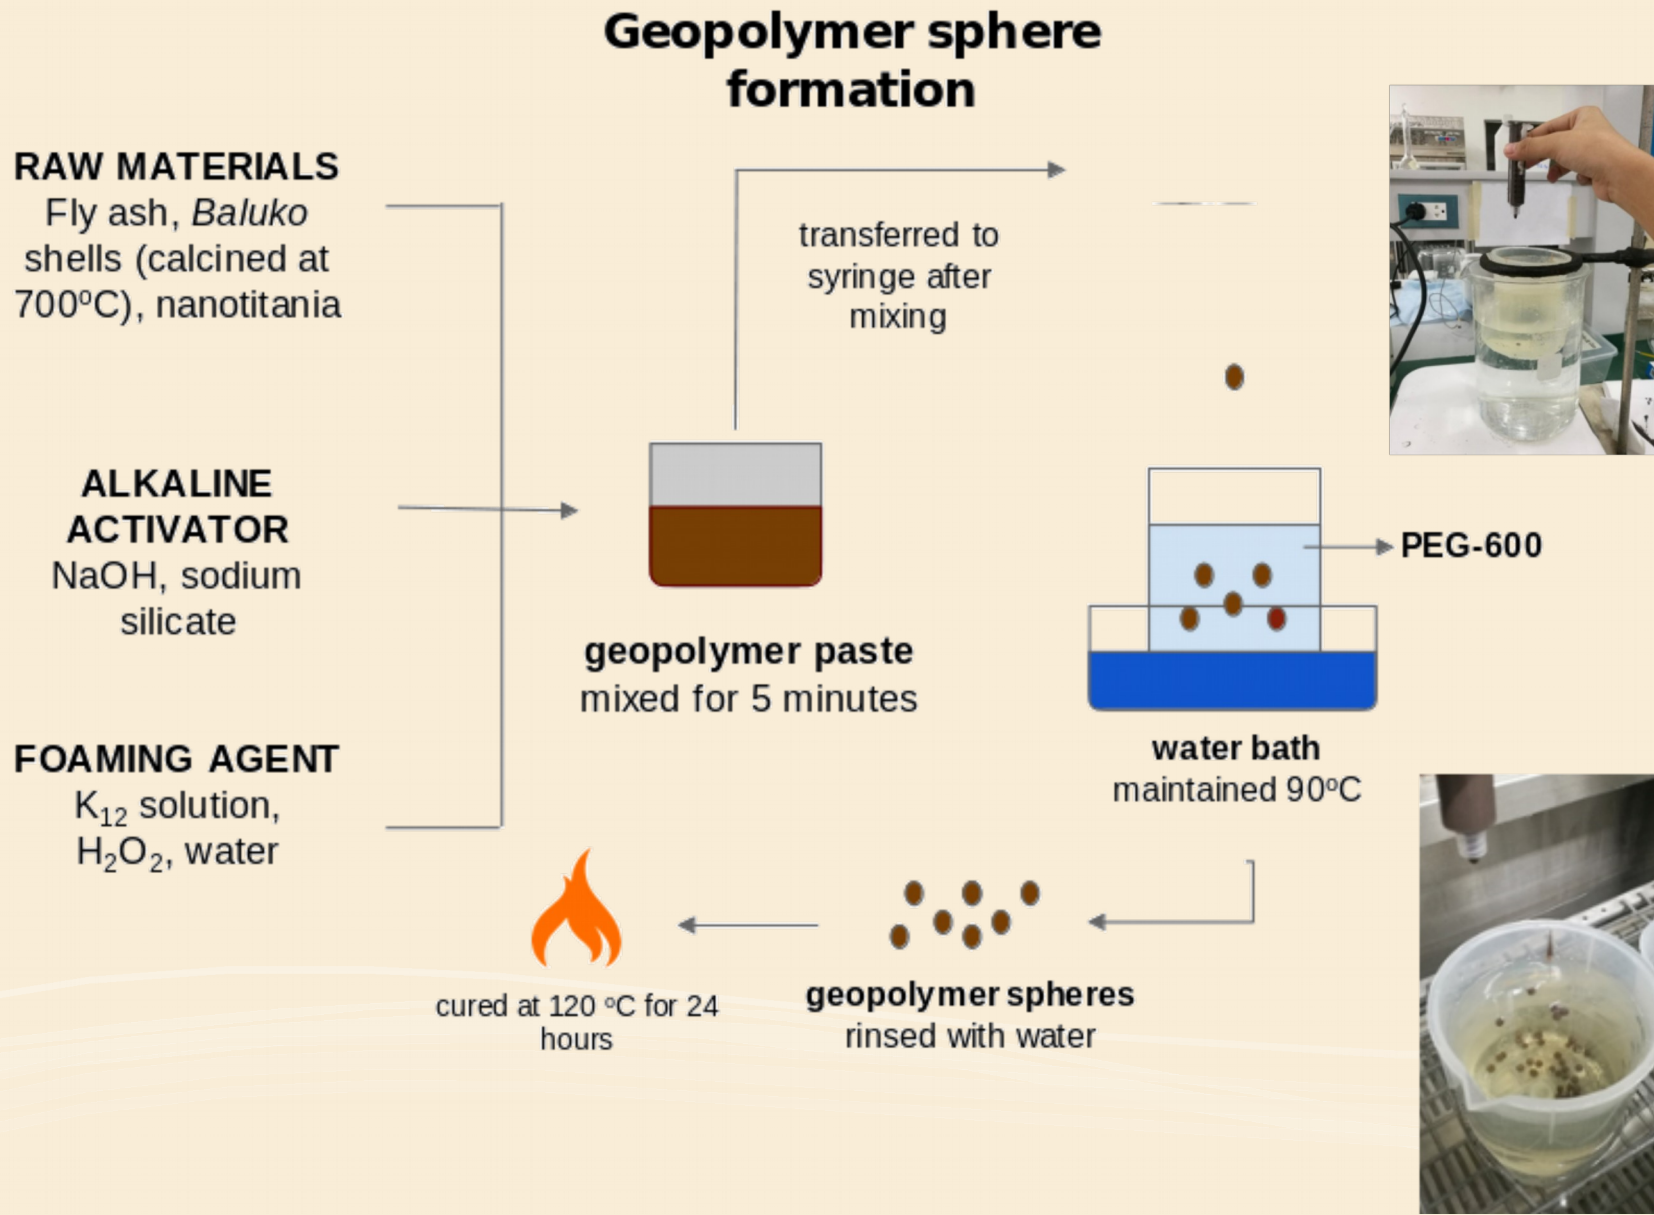 Geopolymer sphere
formation
RAW MATERIALS
Fly ash, Baluko
shells (calcined at
700ºC), nanotitania
ALKALINE
ACTIVATOR
NaOH, sodium
silicate
FOAMING AGENT
K₁₂ solution,
H₂O₂, water
geopolymer paste
mixed for 5 minutes
transferred to
syringe after
mixing
PEG-600
water bath
maintained 90ºC
geopolymer spheres
rinsed with water
cured at 120 ºC for 24
hours